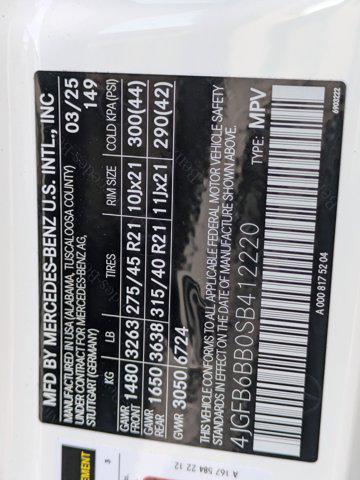 MFD BY MERCEDES-BENZ U.S. INTL., INC
MANUFACTURED IN USA (ALABAMA, TUSCALOOSA COUNTY)
UNDER CONTRACT FOR MERCEDES-BENZ AG,
STUTTGART (GERMANY)
03/25
149
KG LB TIRES RIM SIZE COLD KPA(PSI)
GAWR FRONT 1480 3263 275/45 R21 10Jx21 300(44)
GAWR REAR 1650 3638 315/40 R21 11Jx21 290(42)
GVWR 3050 6724
VEHICLE CONFORMS TO ALL APPLICABLE FEDERAL MOTOR VEHICLE SAFETY
STANDARDS IN EFFECT ON THE DATE OF MANUFACTURE SHOWN ABOVE.
4JGFB6BB0SB412220 TYPE: MPV
A 000 817 52 04
6903222
A 167 584 22 12
3